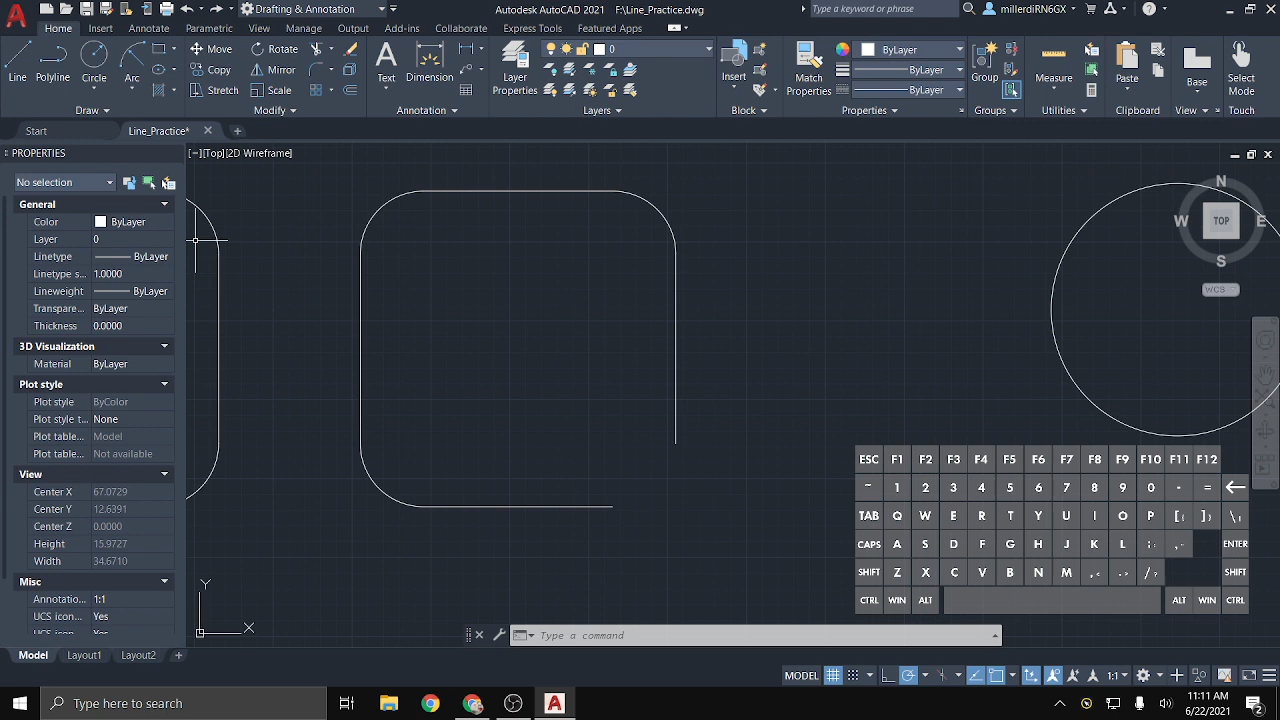 Drafting & Annotation
Autodesk AutoCAD 2021 F:\Line_Practice.dwg
Type a keyword or phrase
millerdiRNGX
Home Insert Annotate Parametric View Manage Output Add-ins Collaborate Express Tools Featured Apps
Line Polyline Circle Arc
Move Rotate
Copy Mirror
Stretch Scale
Text Dimension
Layer Properties
0
Insert
Match Properties
ByLayer
ByLayer
ByLayer
Group
Measure
Paste
Base
Select Mode
Draw Modify Annotation Layers Block Properties Groups Utilities Clipboard View Touch
Start Line_Practice*
PROPERTIES
[−][Top][2D Wireframe]
No selection
General
Color ByLayer
Layer 0
Linetype ByLayer
Linetype s... 1.0000
Lineweight ByLayer
Transpare... ByLayer
Thickness 0.0000
3D Visualization
Material ByLayer
Plot style
Plot style ByColor
Plot style t... None
Plot table... Model
Plot table... Not available
View
Center X 67.0729
Center Y 12.6391
Center Z 0.0000
Height 15.9727
Width 34.6710
Misc
Annotatio... 1:1
UCS icon... Yes
UCS icon... Yes
N
W TOP E
S
WCS
Y
X
ESC F1 F2 F3 F4 F5 F6 F7 F8 F9 F10 F11 F12
~ 1 2 3 4 5 6 7 8 9 0 - =
TAB Q W E R T Y U I O P [{ ]} \|
CAPS A S D F G H J K L ;: ," ENTER
SHIFT Z X C V B N M ,< .> /? SHIFT
CTRL WIN ALT ALT WIN CTRL
Type a command
Model Layout1 Layout2
MODEL 1:1
Type here to search
11:11 AM
6/22/2021